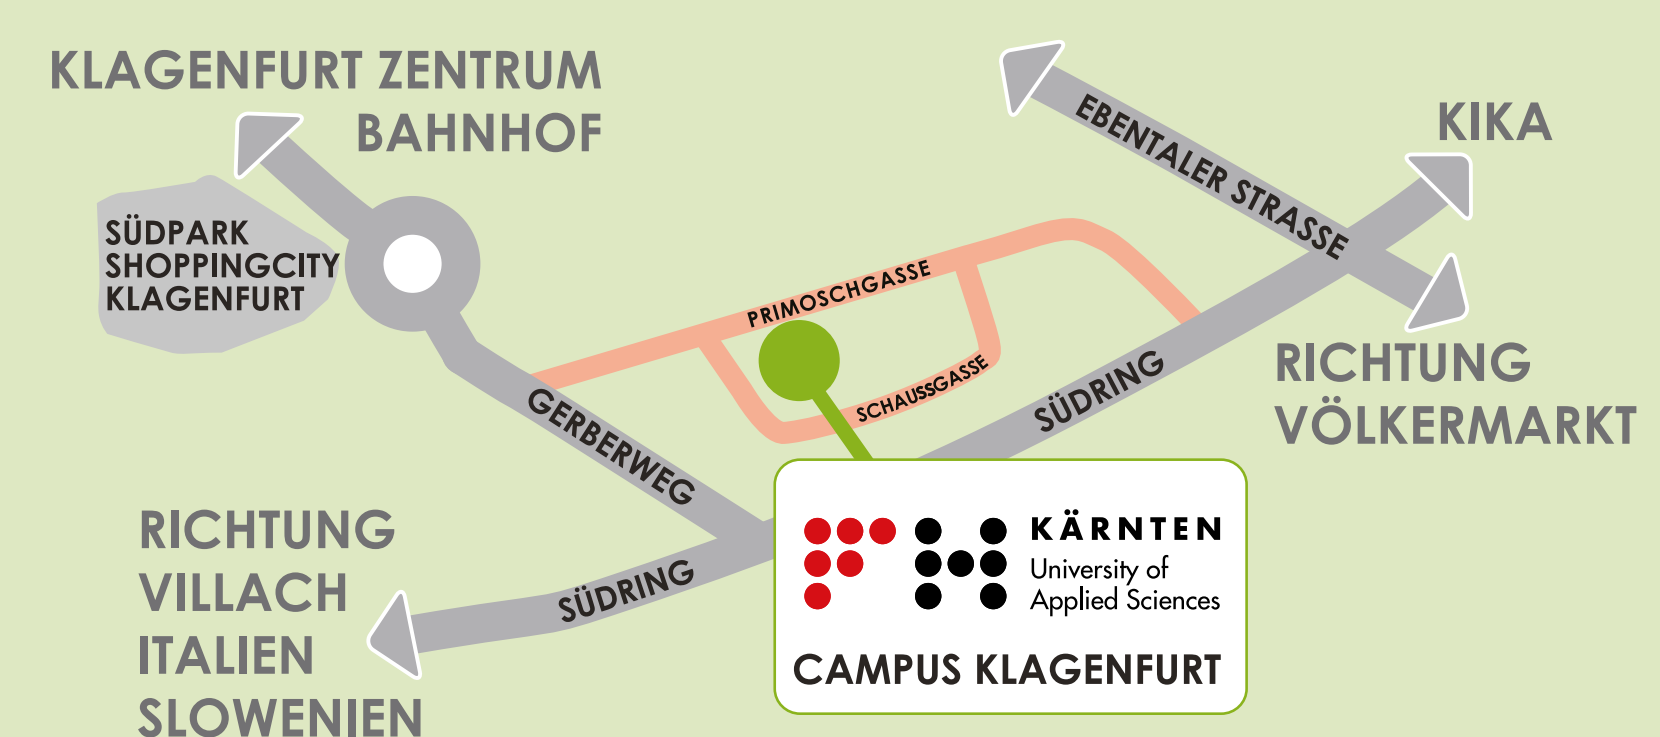 KLAGENFURT ZENTRUM
BAHNHOF
SÜDPARK
SHOPPINGCITY
KLAGENFURT
EBENTALER STRASSE
KIKA
PRIMOSCHGASSE
SCHAUSSGASSE
GERBERWEG
SÜDRING
RICHTUNG
VÖLKERMARKT
RICHTUNG
VILLACH
ITALIEN
SLOWENIEN
SÜDRING
FH
KÄRNTEN
University of
Applied Sciences
CAMPUS KLAGENFURT